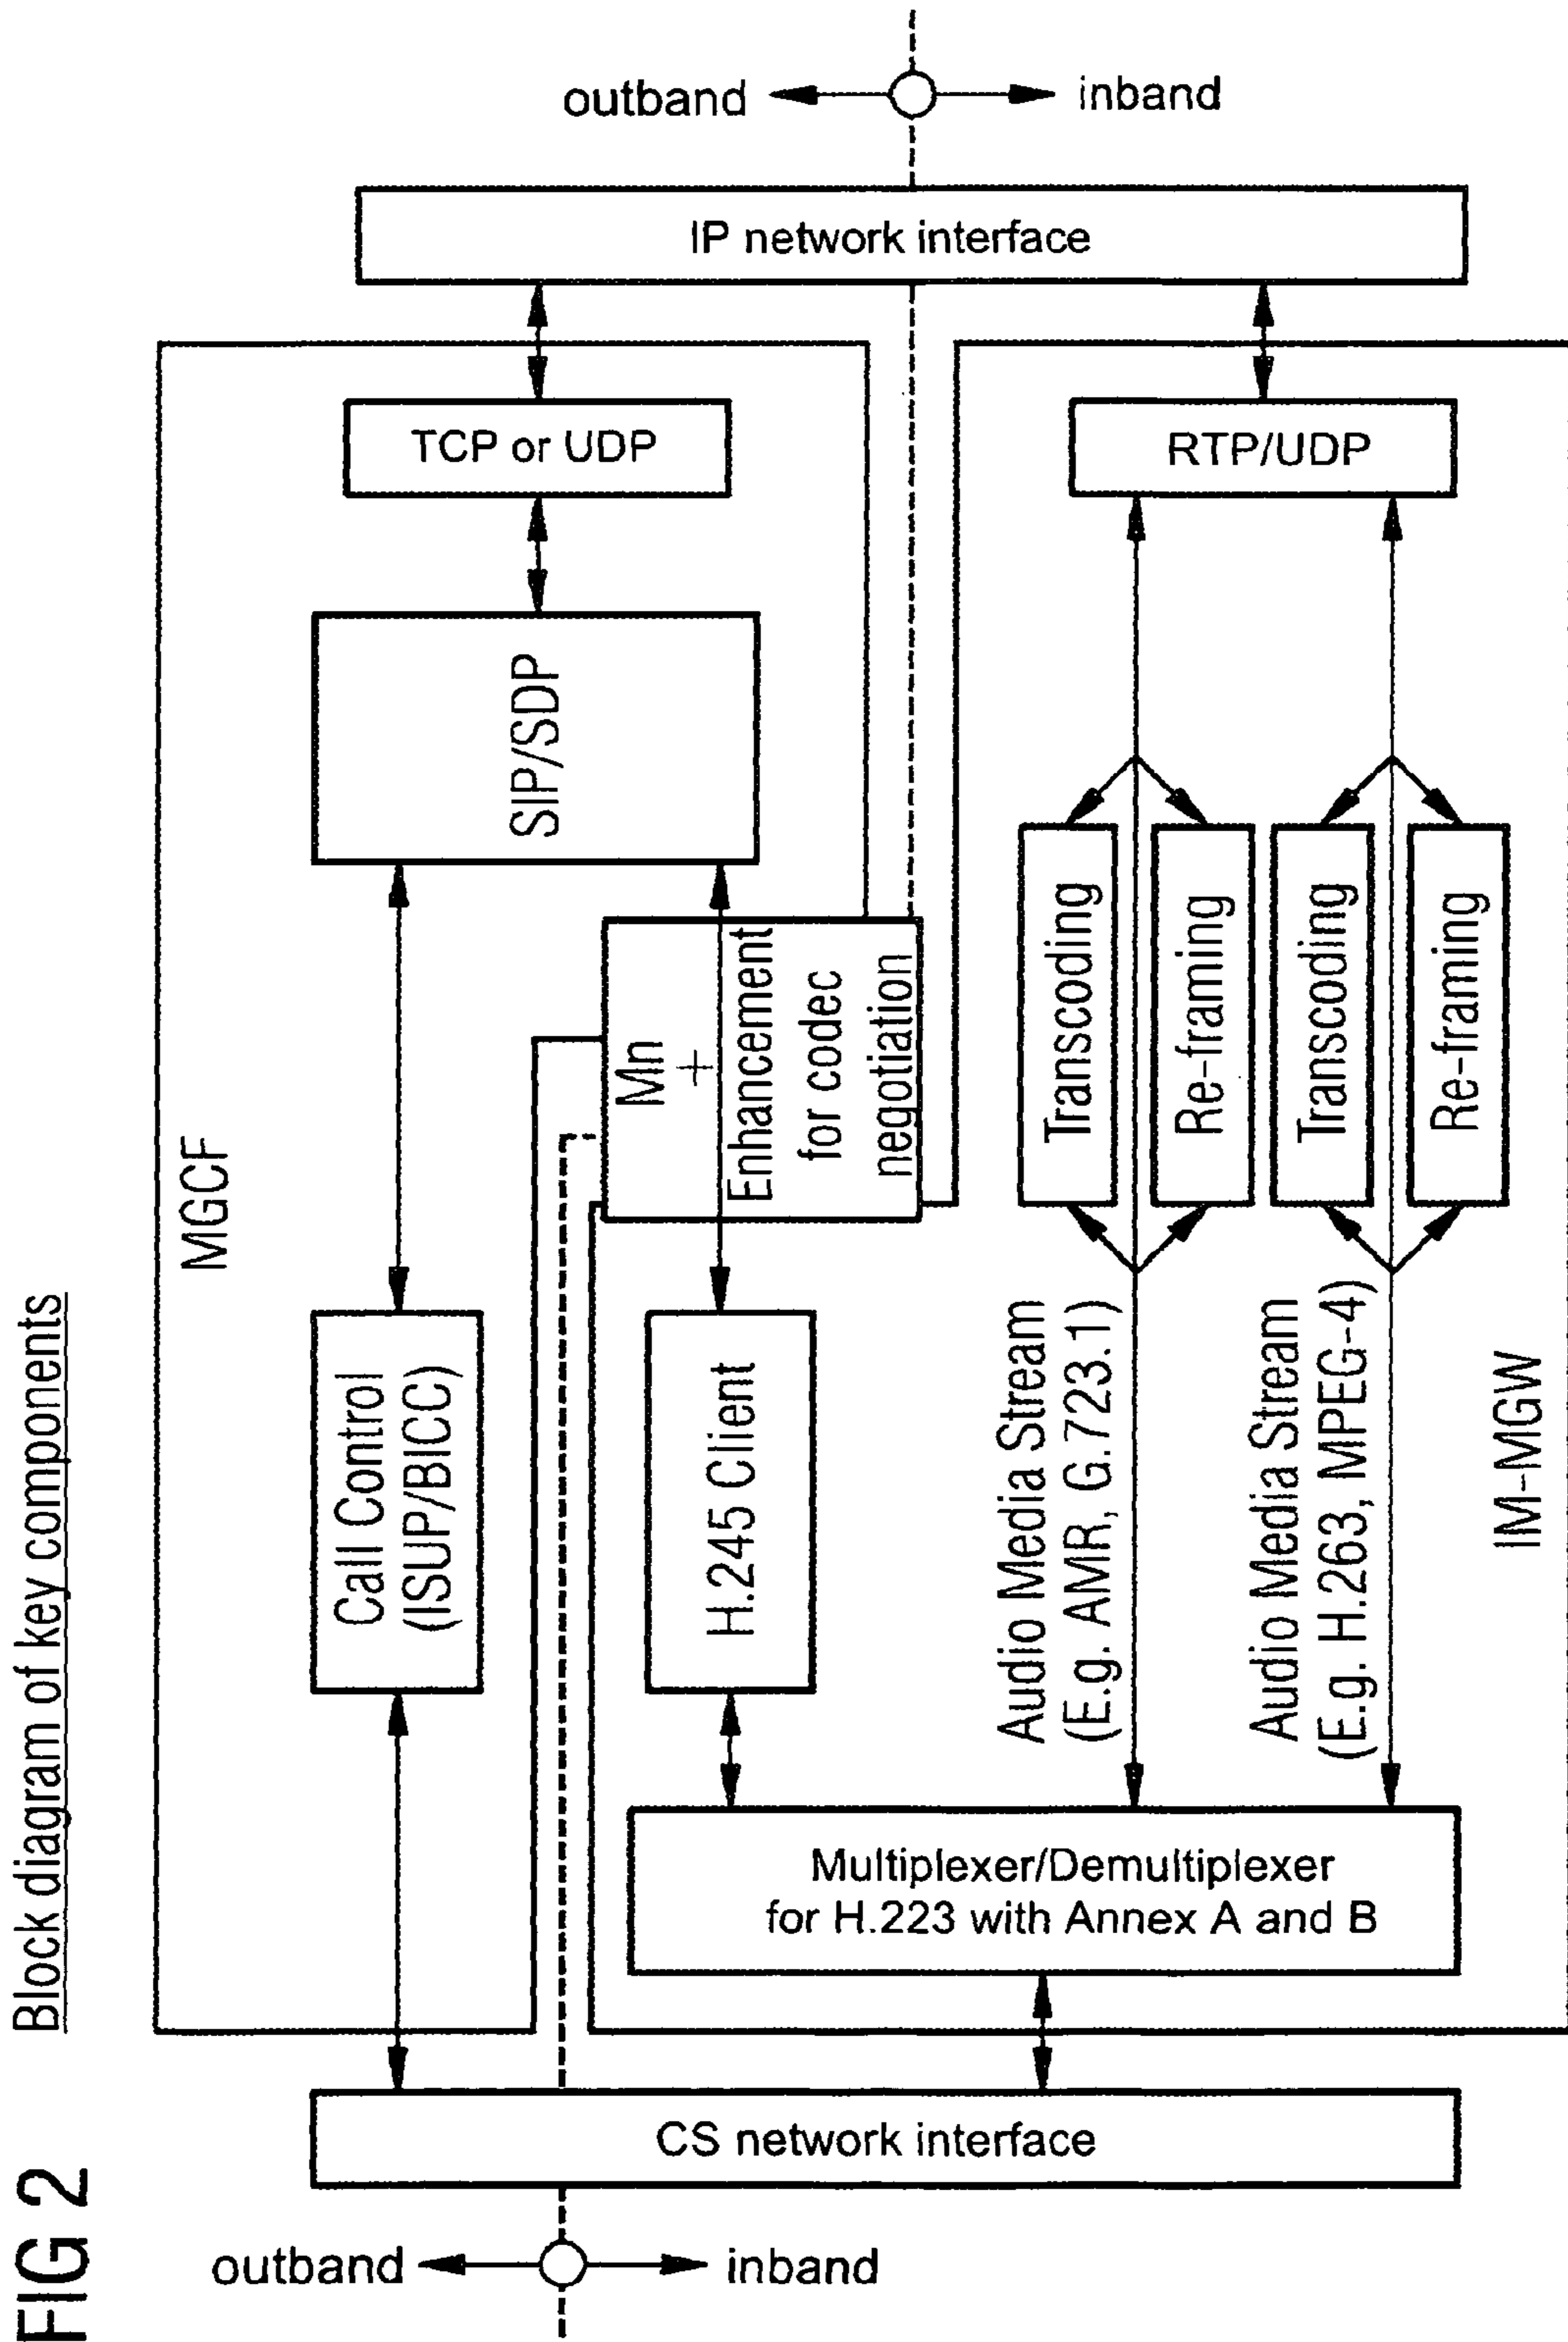 FIG 2
Block diagram of key components
outband
inband
IP network interface
TCP or UDP
RTP/UDP
SIP/SDP
MGCF
Mn
+
Enhancement
for codec
negotiation
Transcoding
Re-framing
Transcoding
Re-framing
Call Control
(ISUP/BICC)
H.245 Client
Audio Media Stream
(E.g. AMR, G.723.1)
Audio Media Stream
(E.g. H.263, MPEG-4)
IM-MGW
Multiplexer/Demultiplexer
for H.223 with Annex A and B
CS network interface
outband
inband